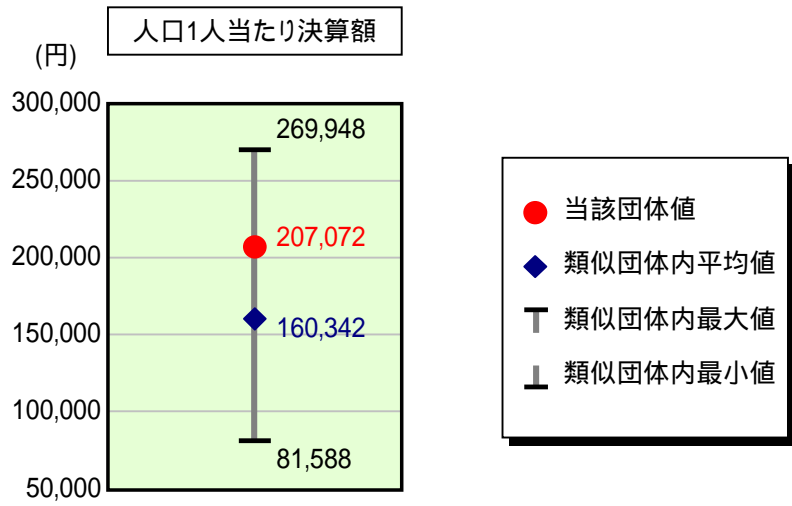 人口1人当たり決算額
(円)
300,000
269,948
250,000
207,072
200,000
160,342
150,000
100,000
81,588
50,000
当該団体値
類似団体内平均値
類似団体内最大値
類似団体内最小値